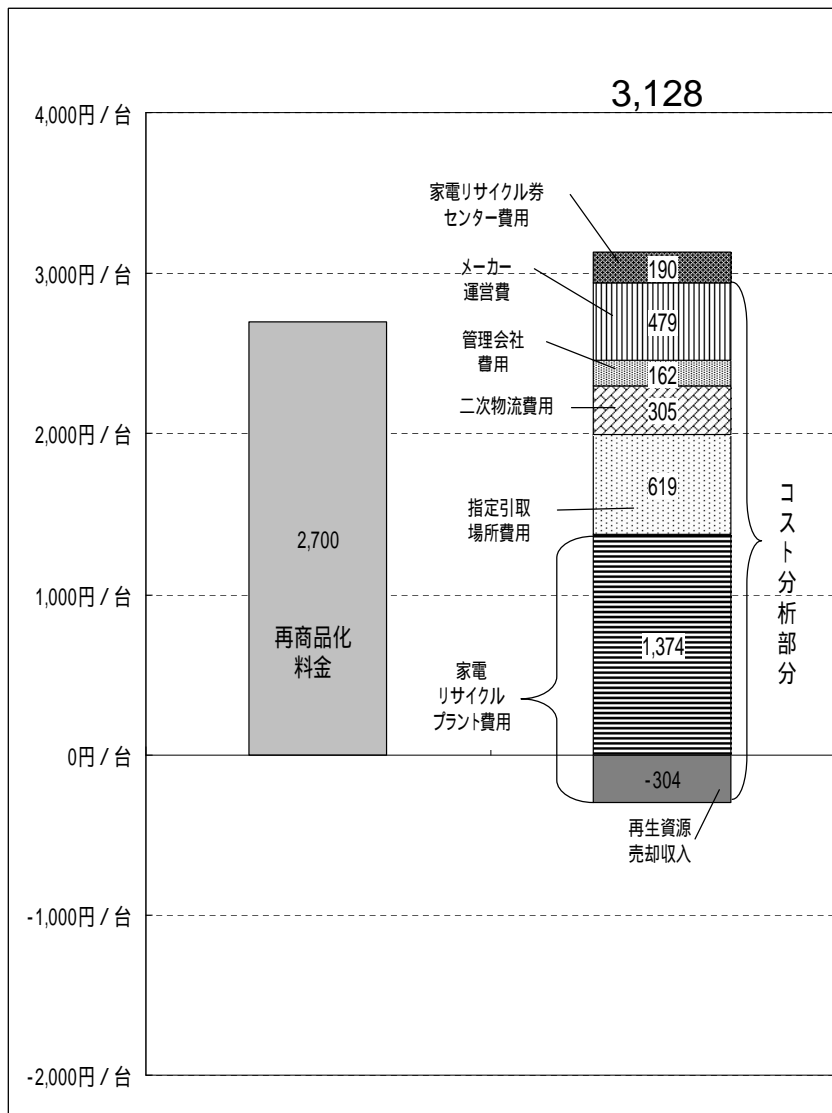 3,128
4,000円/台
3,000円/台
2,000円/台
1,000円/台
0円/台
-1,000円/台
-2,000円/台
2,700
再商品化
料金
家電リサイクル券
センター費用
メーカー
運営費
管理会社
費用
二次物流費用
指定引取
場所費用
家電
リサイクル
プラント費用
190
479
162
305
619
1,374
-304
再生資源
売却収入
コスト分析部分